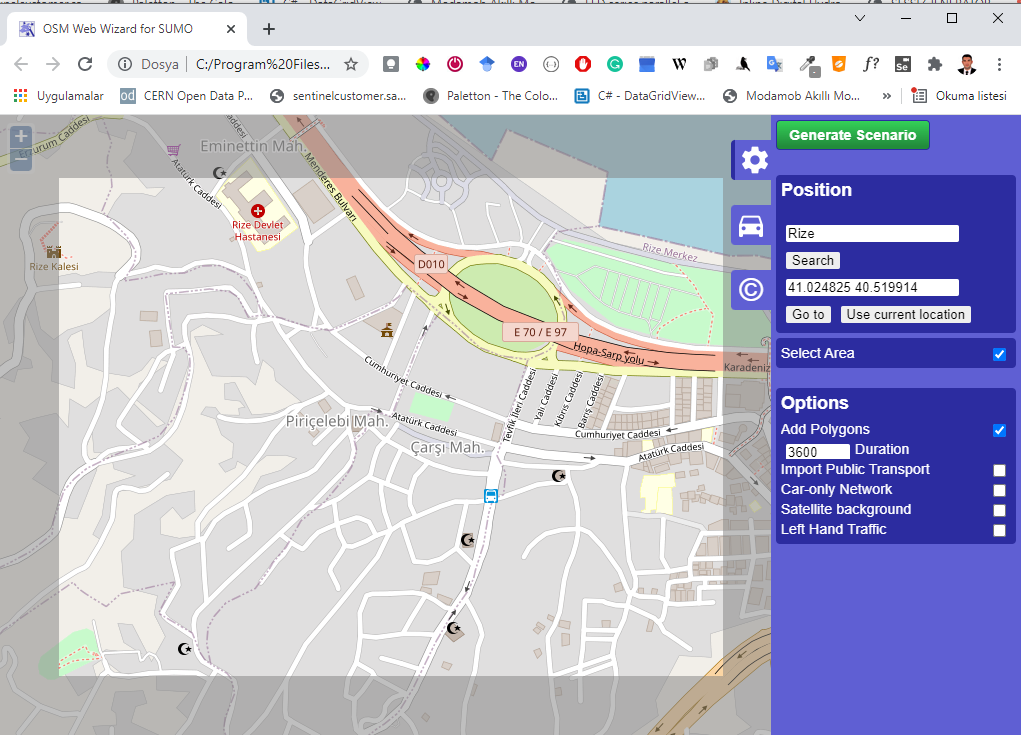 OSM Web Wizard for SUMO
Dosya
C:/Program%20Files...
EN
W
f?
Se
Uygulamalar
od
CERN Open Data P...
sentinelcustomer.sa...
Paletton - The Colo...
C# - DataGridView...
Modamob Akıllı Mo...
»
Okuma listesi
+
−
Erzurum Caddesi
Eminettin Mah.
Atatürk Caddesi
Menderes Bulvarı
Rize Devlet
Hastanesi
Rize Kalesi
Rize Merkez
D010
E 70 / E 97
Hopa-Sarp yolu
Karadeniz
Cumhuriyet Caddesi
Atatürk Caddesi
Piriçelebi Mah.
Çarşı Mah.
Tevfik İleri Caddesi
Yalı Caddesi
Kıbrıs Caddesi
Barış Caddesi
Cumhuriyet Caddesi
Atatürk Caddesi
©
Generate Scenario
Position
Rize
Search
41.024825 40.519914
Go to
Use current location
Select Area
Options
Add Polygons
3600 Duration
Import Public Transport
Car-only Network
Satellite background
Left Hand Traffic